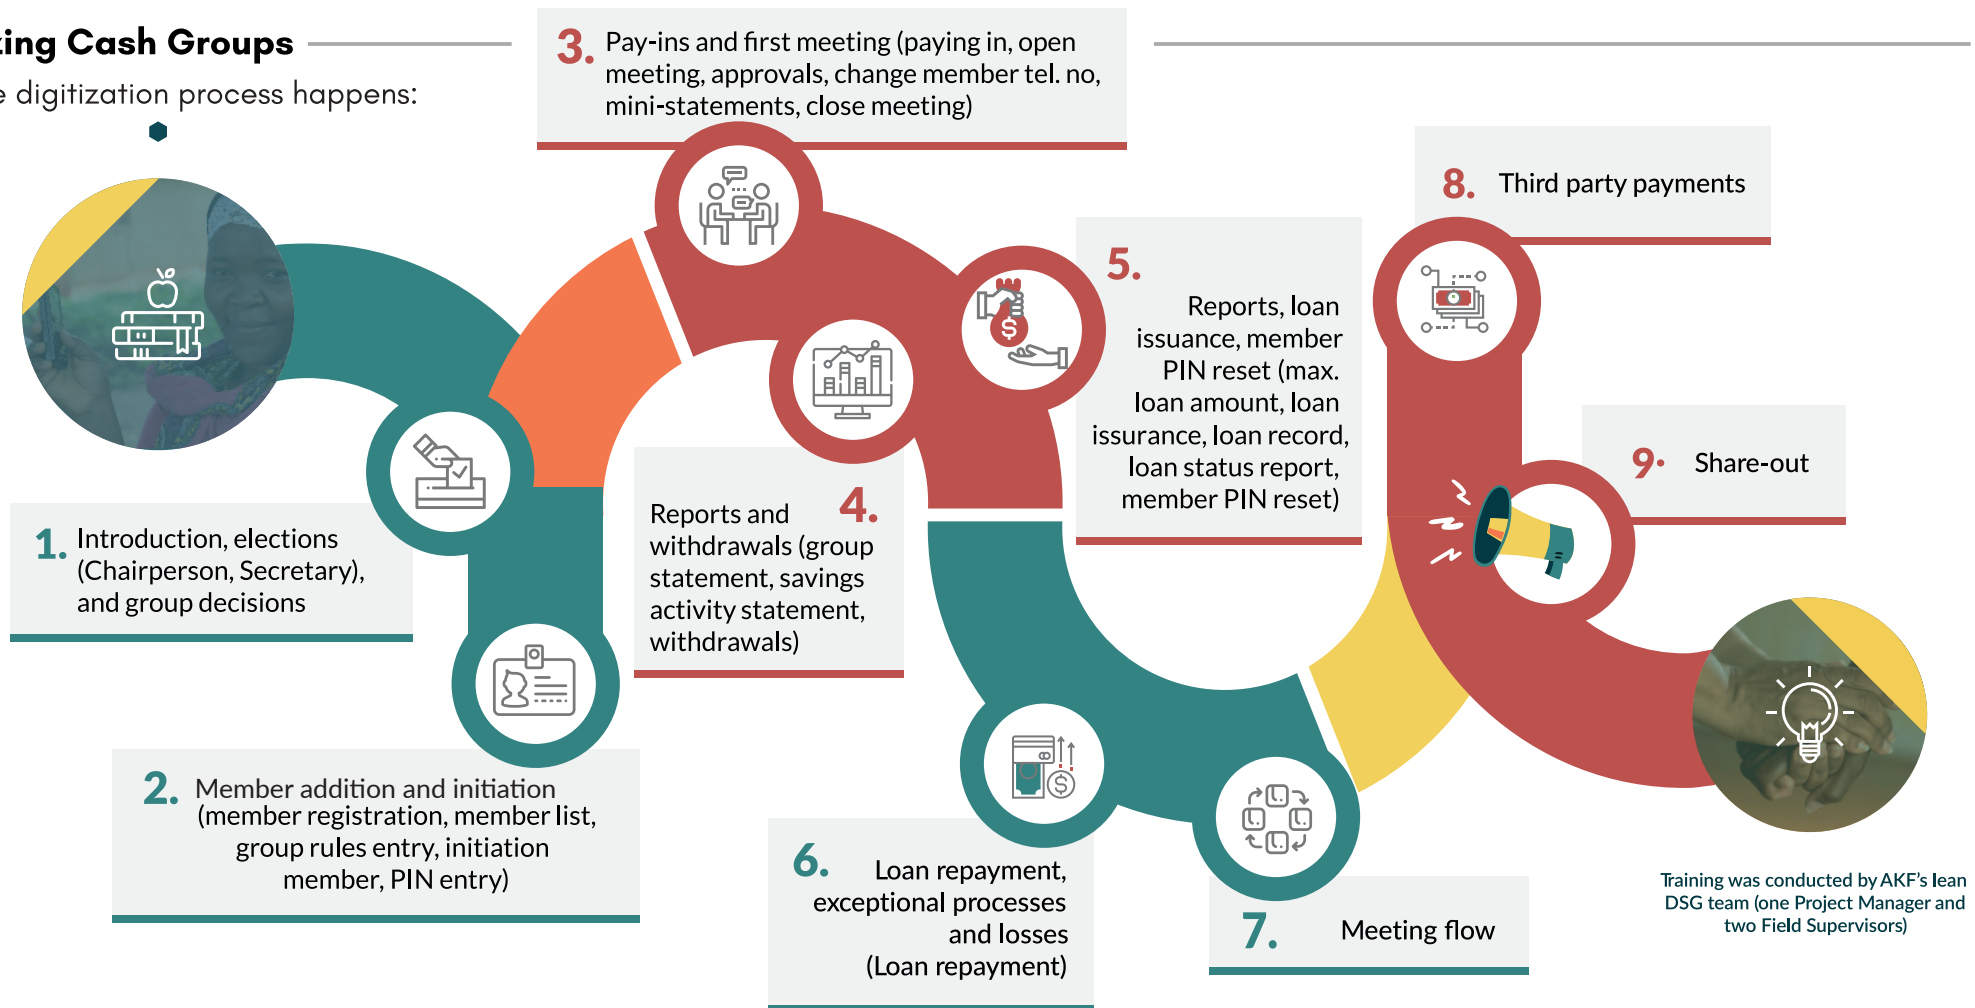 zing Cash Groups
e digitization process happens:
1. Introduction, elections
(Chairperson, Secretary),
and group decisions
2. Member addition and initiation
(member registration, member list,
group rules entry, initiation
member, PIN entry)
3. Pay-ins and first meeting (paying in, open
meeting, approvals, change member tel. no,
mini-statements, close meeting)
4.
Reports and
withdrawals (group
statement, savings
activity statement,
withdrawals)
5.
Reports, loan
issuance, member
PIN reset (max.
loan amount, loan
issurance, loan record,
loan status report,
member PIN reset)
6. Loan repayment,
exceptional processes
and losses
(Loan repayment)
7. Meeting flow
8. Third party payments
9. Share-out
Training was conducted by AKF’s lean
DSG team (one Project Manager and
two Field Supervisors)